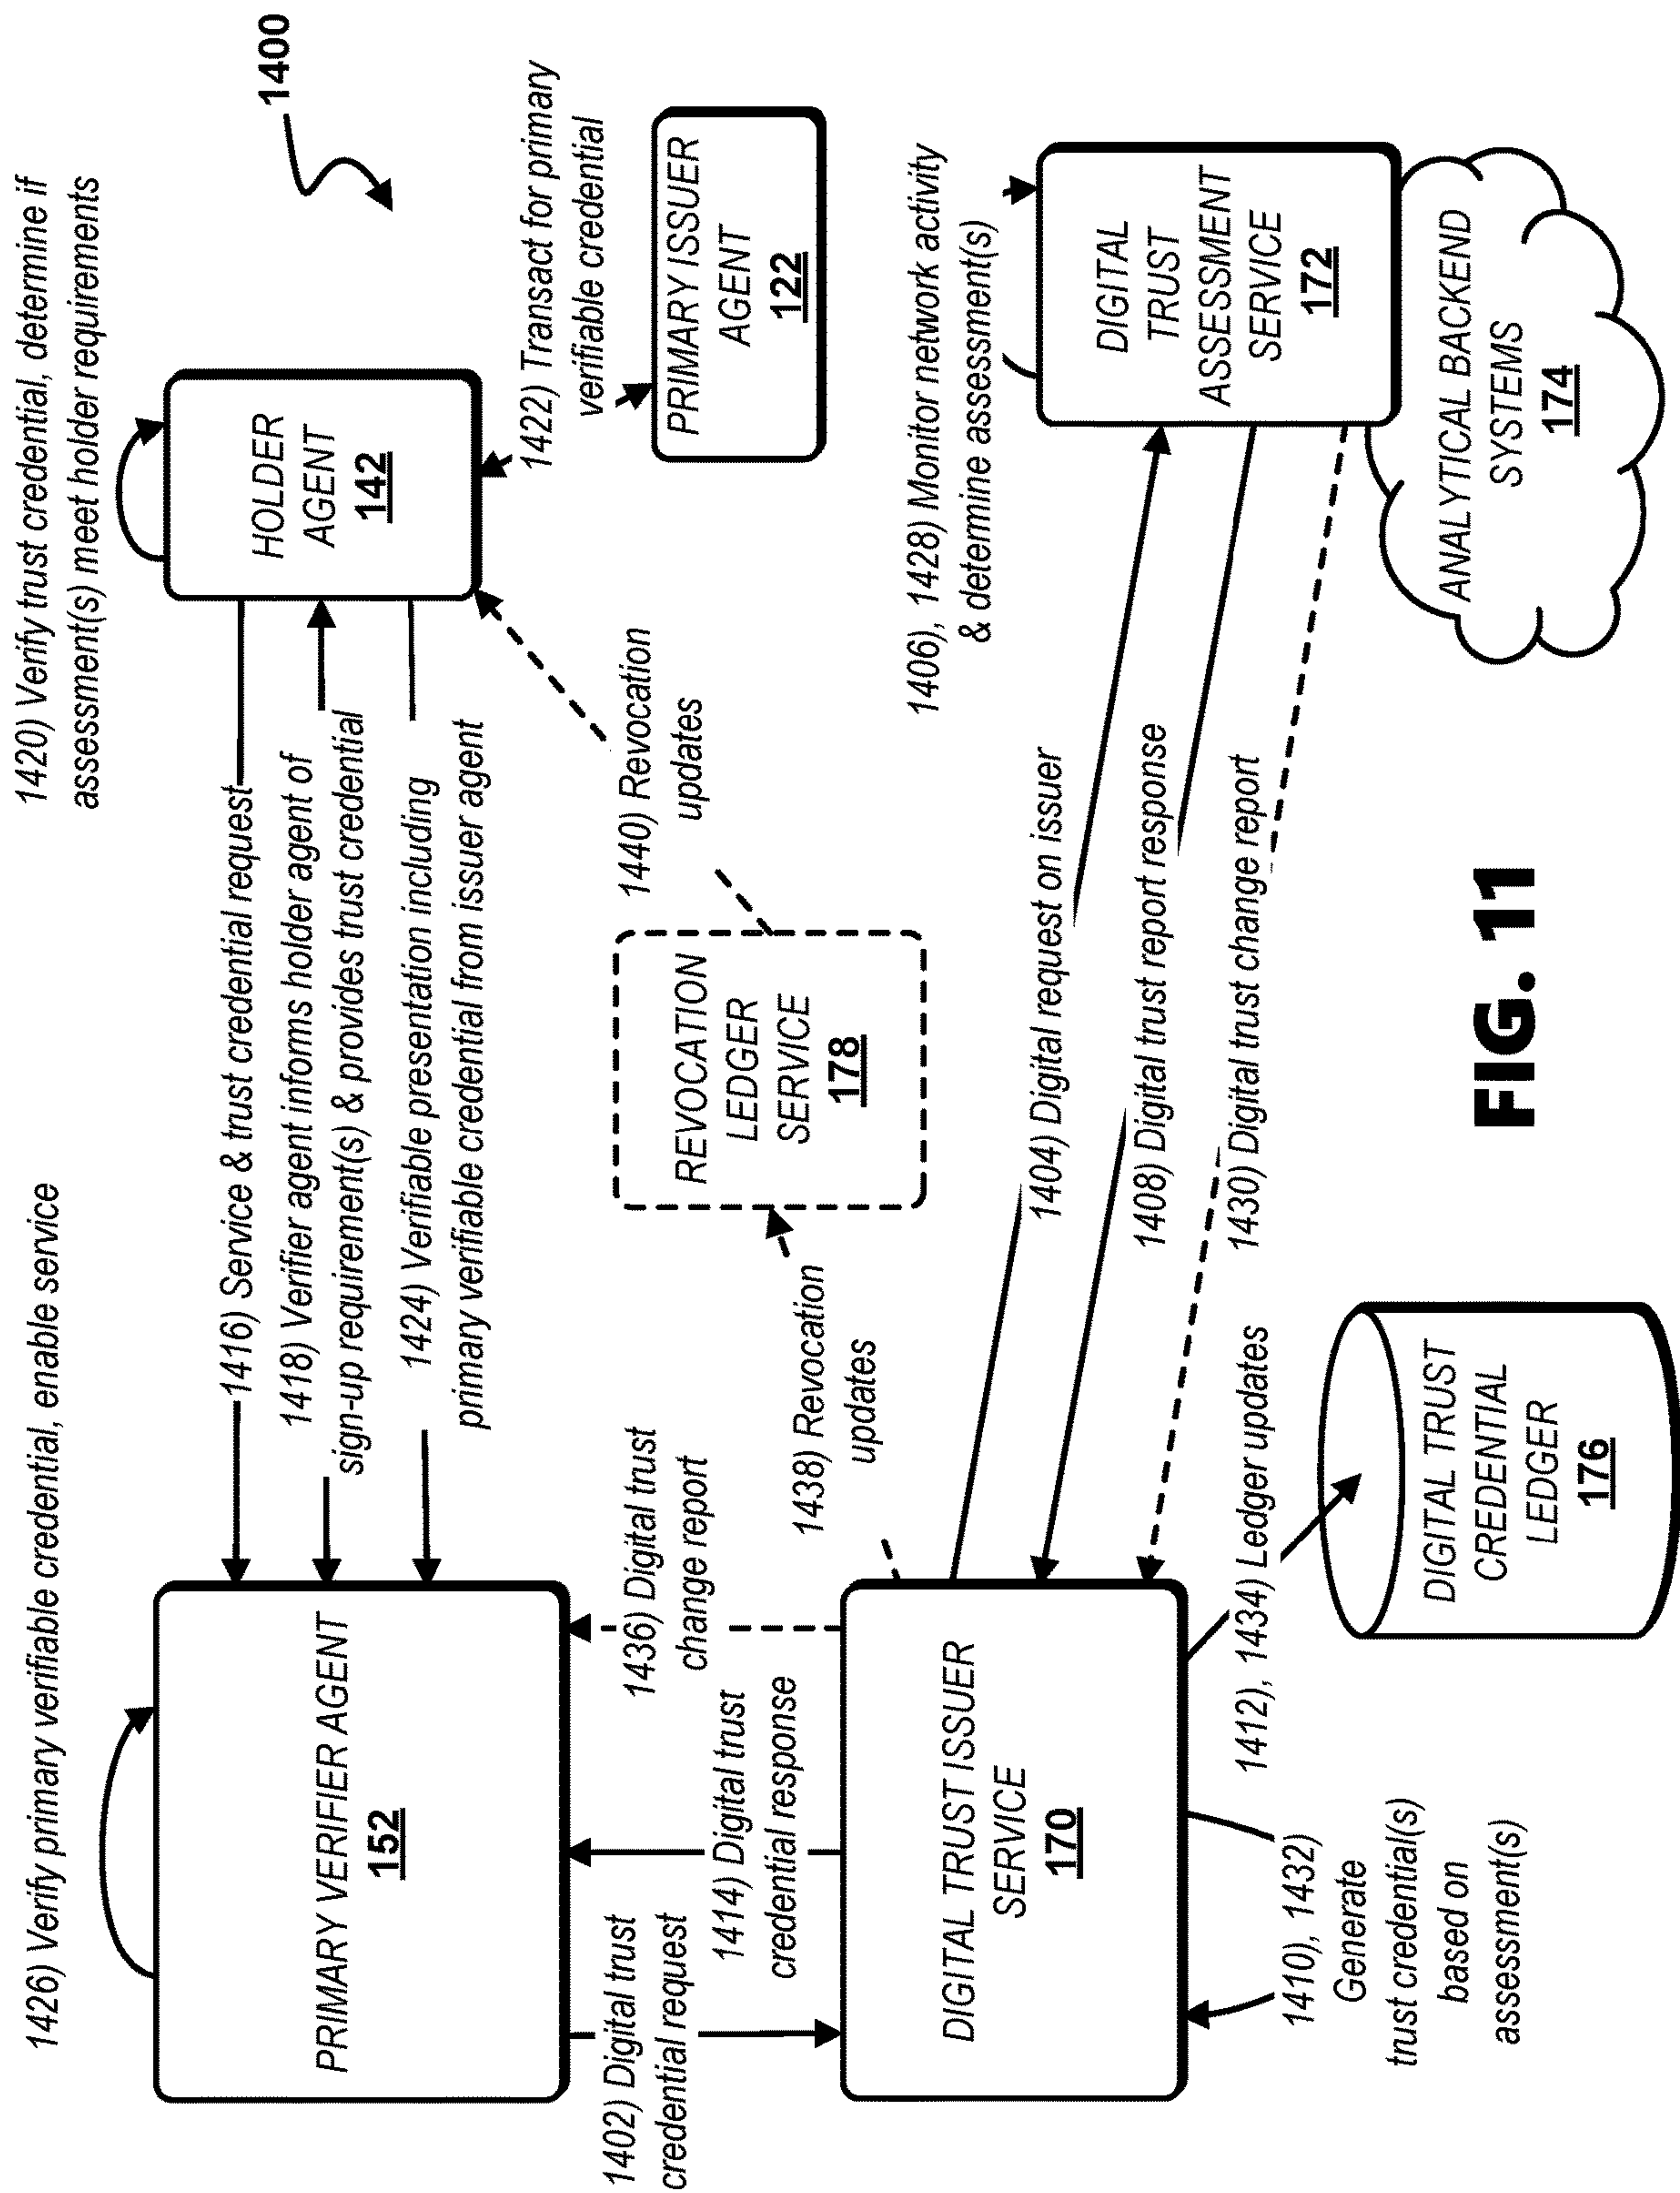 1426) Verify primary verifiable credential, enable service
1420) Verify trust credential, determine if
assessment(s) meet holder requirements
1400
PRIMARY VERIFIER AGENT
152
1416) Service & trust credential request
1418) Verifier agent informs holder agent of
sign-up requirement(s) & provides trust credential
1424) Verifiable presentation including
primary verifiable credential from issuer agent
HOLDER
AGENT
142
1422) Transact for primary
verifiable credential
PRIMARY ISSUER
AGENT
122
1402) Digital trust
credential request
1414) Digital trust
credential response
1436) Digital trust
change report
1438) Revocation
updates
REVOCATION
LEDGER
SERVICE
178
1440) Revocation
updates
DIGITAL TRUST ISSUER
SERVICE
170
1404) Digital request on issuer
1408) Digital trust report response
1430) Digital trust change report
1406), 1428) Monitor network activity
& determine assessment(s)
DIGITAL
TRUST
ASSESSMENT
SERVICE
172
ANALYTICAL BACKEND
SYSTEMS
174
1410), 1432)
Generate
trust credential(s)
based on
assessment(s)
1412), 1434) Ledger updates
DIGITAL TRUST
CREDENTIAL
LEDGER
176
FIG. 11